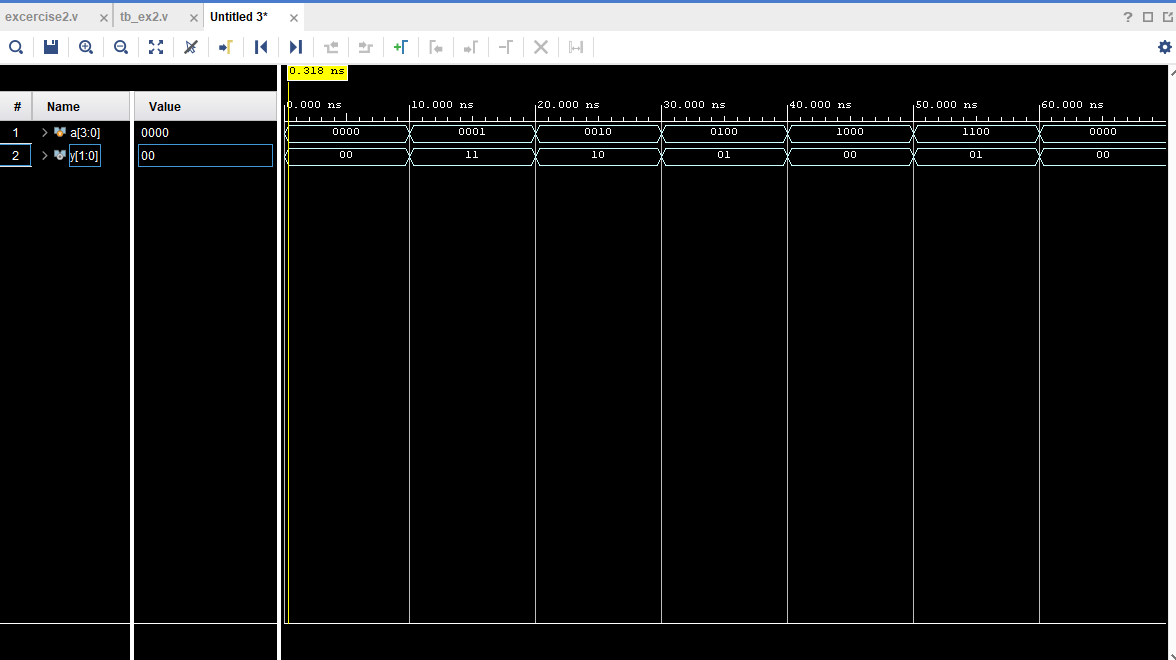 excercise2.v × tb_ex2.v × Untitled 3* × ?
0.318 ns
0.000 ns 10.000 ns 20.000 ns 30.000 ns 40.000 ns 50.000 ns 60.000 ns
# Name Value
1 a[3:0] 0000 0000 0001 0010 0100 1000 1100 0000
2 y[1:0] 00 00 11 10 01 00 01 00